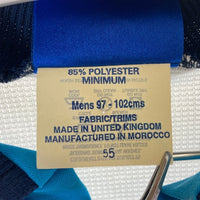 85% POLYESTER
MINIMUM
Mens 97 - 102cms
FABRIC/TRIMS
MADE IN UNITED KINGDOM
MANUFACTURED IN MOROCCO
55